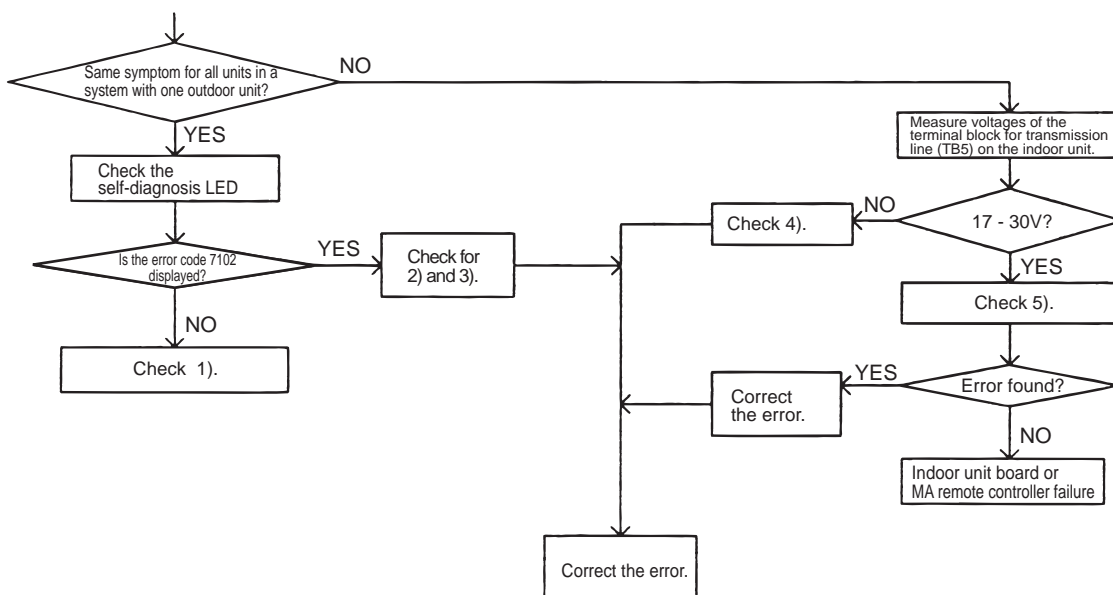 Same symptom for all units in a
system with one outdoor unit?
NO
YES
Measure voltages of the
terminal block for transmission
line (TB5) on the indoor unit.
Check the
self-diagnosis LED
NO
Check 4).
17 - 30V?
YES
Is the error code 7102
displayed?
YES
Check for
2) and 3).
Check 5).
NO
Check 1).
YES
Error found?
Correct
the error.
NO
Indoor unit board or
MA remote controller failure
Correct the error.